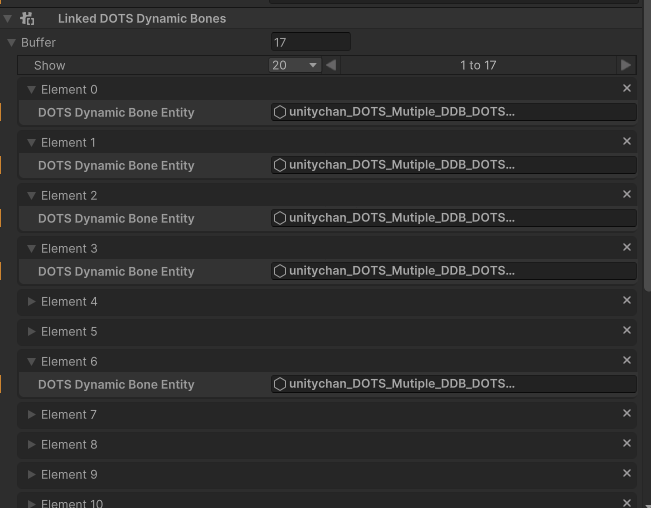 Linked DOTS Dynamic Bones
Buffer 17
Show 20 1 to 17
Element 0
DOTS Dynamic Bone Entity unitychan_DOTS_Mutiple_DDB_DOTS...
Element 1
DOTS Dynamic Bone Entity unitychan_DOTS_Mutiple_DDB_DOTS...
Element 2
DOTS Dynamic Bone Entity unitychan_DOTS_Mutiple_DDB_DOTS...
Element 3
DOTS Dynamic Bone Entity unitychan_DOTS_Mutiple_DDB_DOTS...
Element 4
Element 5
Element 6
DOTS Dynamic Bone Entity unitychan_DOTS_Mutiple_DDB_DOTS...
Element 7
Element 8
Element 9
Element 10